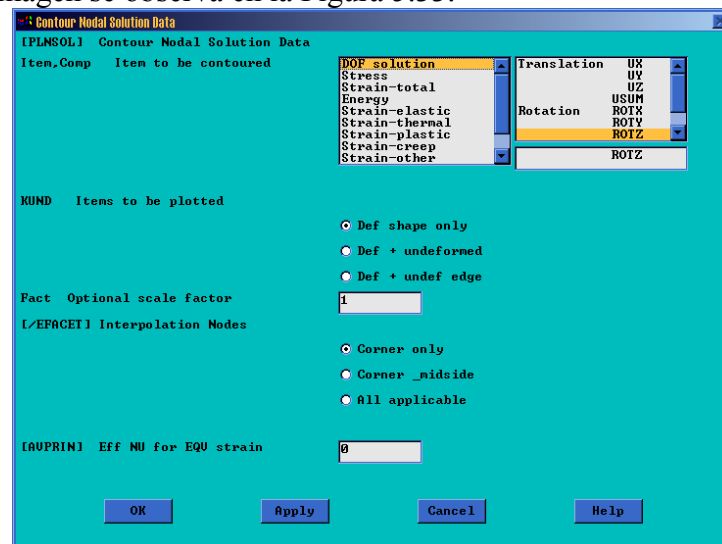 imagen se observa en la Figura 5.35.
Contour Nodal Solution Data
[PLNSOL] Contour Nodal Solution Data
Item,Comp Item to be contoured
DOF solution
Stress
Strain-total
Energy
Strain-elastic
Strain-thermal
Strain-plastic
Strain-creep
Strain-other
Translation UX
UY
UZ
USUM
Rotation ROTX
ROTY
ROTZ
ROTZ
KUND Items to be plotted
Def shape only
Def + undeformed
Def + undef edge
Fact Optional scale factor
1
[/EFACET] Interpolation Nodes
Corner only
Corner _midside
All applicable
[AVPRIN] Eff NU for EQV strain
0
OK Apply Cancel Help